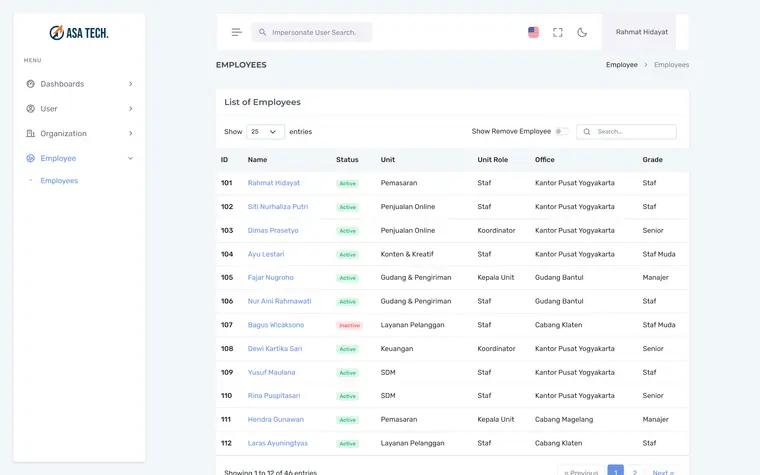 ASA TECH.
MENU
Dashboards
User
Organization
Employee
Employees
Impersonate User Search.
Rahmat Hidayat
EMPLOYEES
Employee > Employees
List of Employees
Show 25 entries
Show Remove Employee
Search...
ID Name Status Unit Unit Role Office Grade
101 Rahmat Hidayat Active Pemasaran Staf Kantor Pusat Yogyakarta Staf
102 Siti Nurhaliza Putri Active Penjualan Online Staf Kantor Pusat Yogyakarta Staf
103 Dimas Prasetyo Active Penjualan Online Koordinator Kantor Pusat Yogyakarta Senior
104 Ayu Lestari Active Konten & Kreatif Staf Kantor Pusat Yogyakarta Staf Muda
105 Fajar Nugroho Active Gudang & Pengiriman Kepala Unit Gudang Bantul Manajer
106 Nur Aini Rahmawati Active Gudang & Pengiriman Staf Gudang Bantul Staf
107 Bagus Wicaksono Inactive Layanan Pelanggan Staf Cabang Klaten Staf Muda
108 Dewi Kartika Sari Active Keuangan Koordinator Kantor Pusat Yogyakarta Senior
109 Yusuf Maulana Active SDM Staf Kantor Pusat Yogyakarta Staf
110 Rina Puspitasari Active SDM Staf Kantor Pusat Yogyakarta Senior
111 Hendra Gunawan Active Pemasaran Kepala Unit Cabang Magelang Manajer
112 Laras Ayuningtyas Active Layanan Pelanggan Staf Cabang Klaten Staf
Showing 1 to 12 of 46 entries
« Previous 1 2 Next »